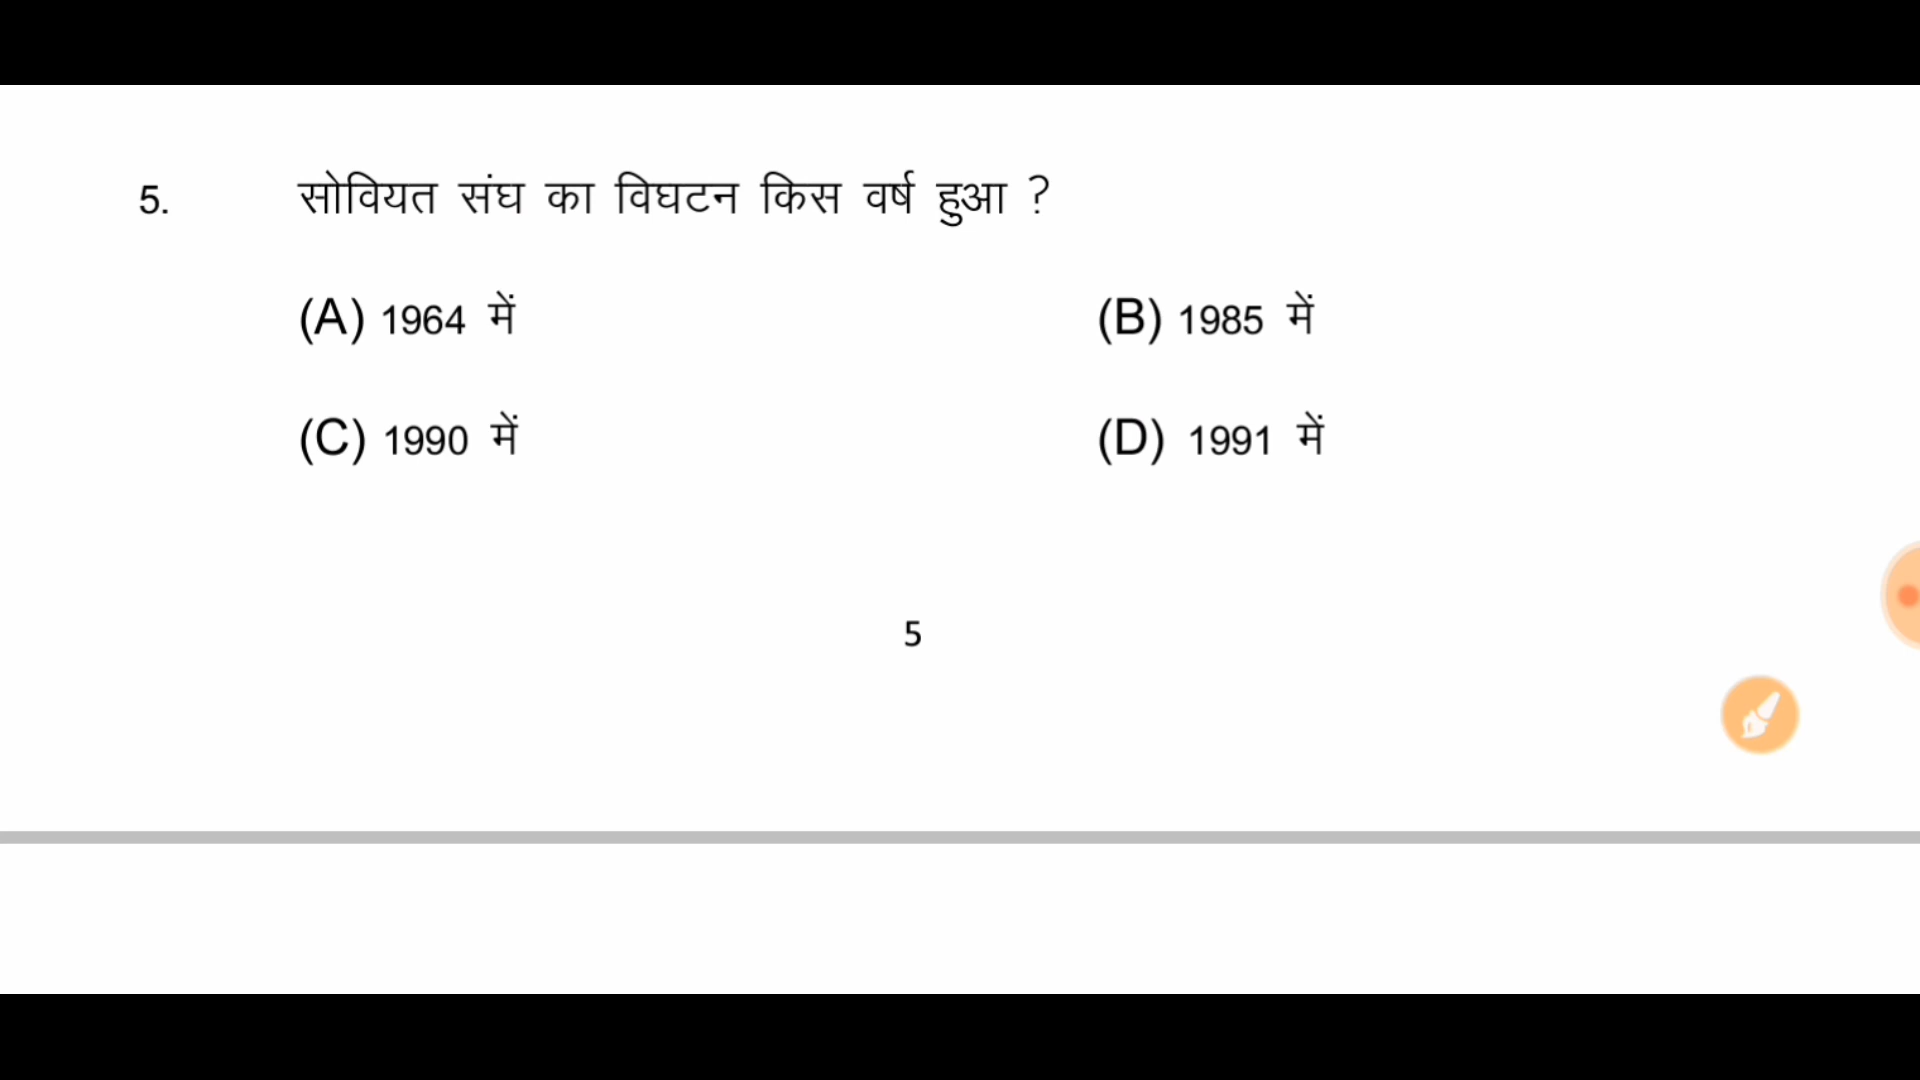 5. सोवियत संघ का विघटन किस वर्ष हुआ ?
(A) 1964 में (B) 1985 में
(C) 1990 में (D) 1991 में
5